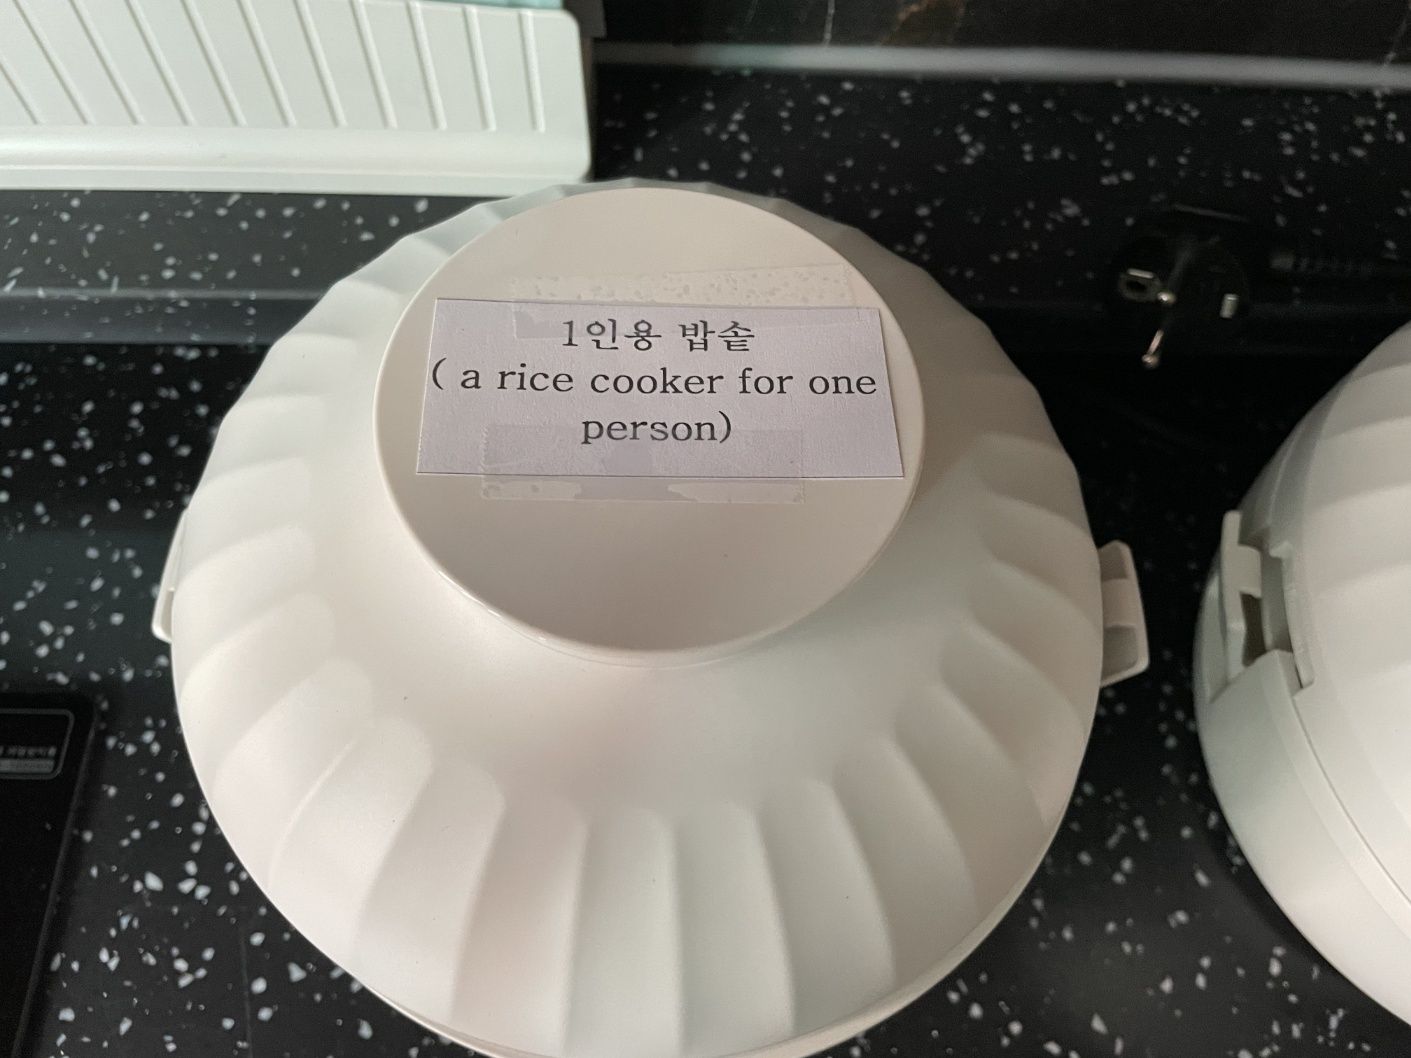 1인용 밥솥
( a rice cooker for one
person)